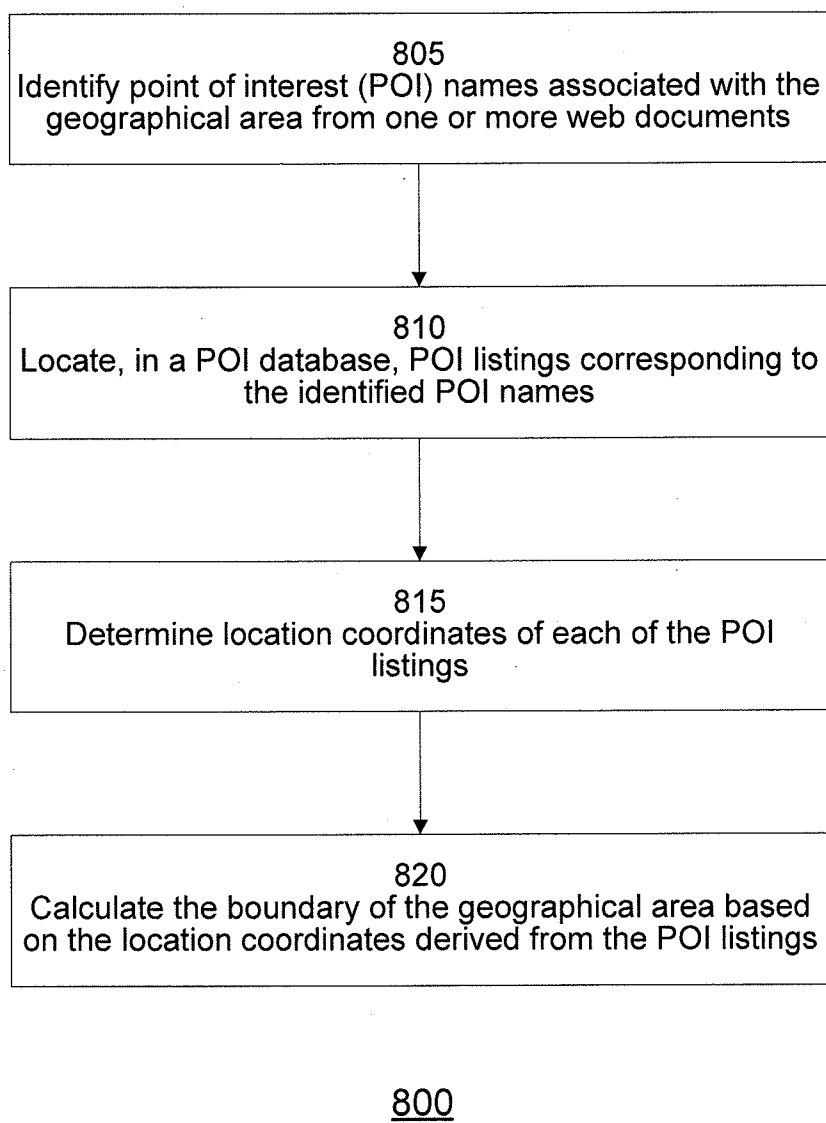 805
Identify point of interest (POI) names associated with the
geographical area from one or more web documents
810
Locate, in a POI database, POI listings corresponding to
the identified POI names
815
Determine location coordinates of each of the POI
listings
820
Calculate the boundary of the geographical area based
on the location coordinates derived from the POI listings
800